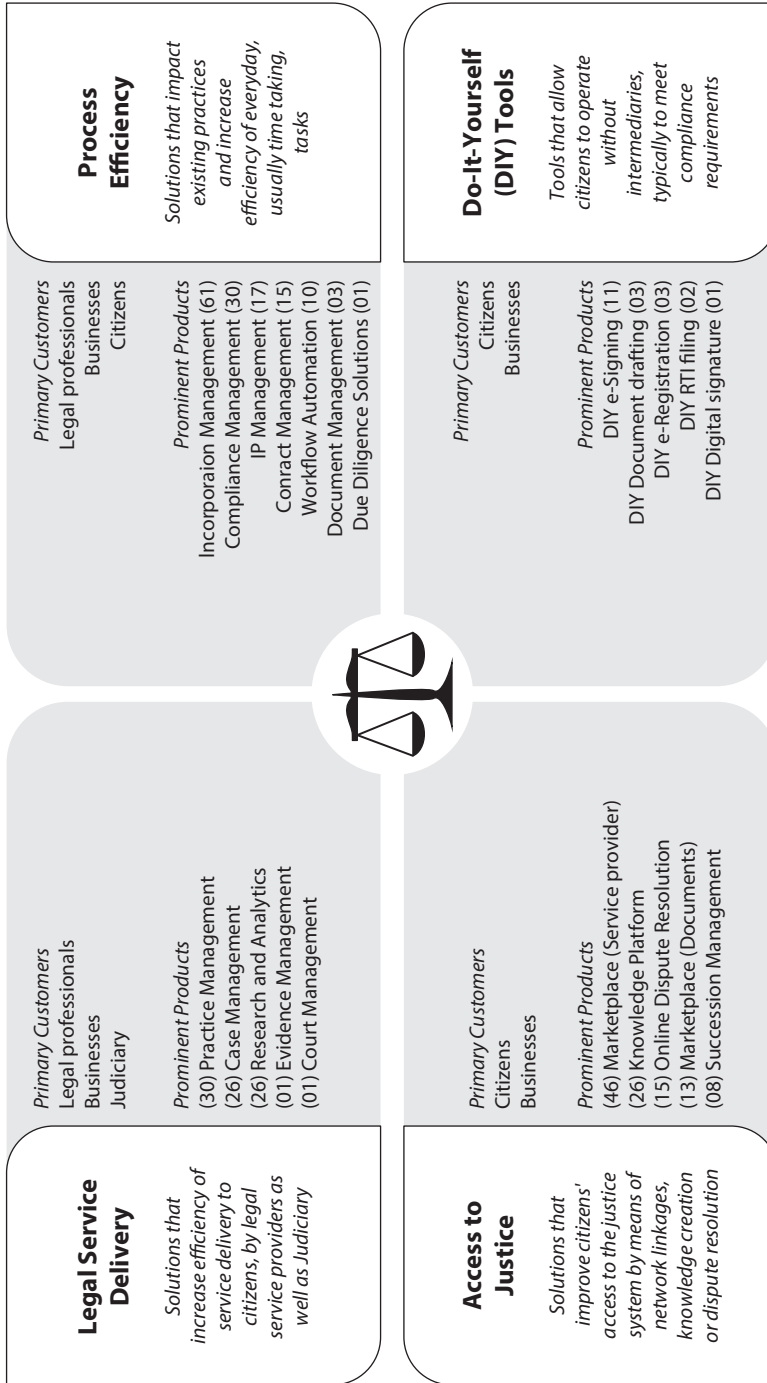 Legal Service
Delivery
Solutions that
increase efficiency of
service delivery to
citizens, by legal
service providers as
well as Judiciary
Primary Customers
Legal professionals
Businesses
Judiciary
Prominent Products
(30) Practice Management
(26) Case Management
(26) Research and Analytics
(01) Evidence Management
(01) Court Management
Primary Customers
Legal professionals
Businesses
Citizens
Prominent Products
Incorporaion Management (61)
Compliance Management (30)
IP Management (17)
Conract Management (15)
Workflow Automation (10)
Document Management (03)
Due Diligence Solutions (01)
Process
Efficiency
Solutions that impact
existing practices
and increase
efficiency of everyday,
usually time taking,
tasks
Access to
Justice
Solutions that
improve citizens'
access to the justice
system by means of
network linkages,
knowledge creation
or dispute resolution
Primary Customers
Citizens
Businesses
Prominent Products
(46) Marketplace (Service provider)
(26) Knowledge Platform
(15) Online Dispute Resolution
(13) Marketplace (Documents)
(08) Succession Management
Primary Customers
Citizens
Businesses
Prominent Products
DIY e-Signing (11)
DIY Document drafting (03)
DIY e-Registration (03)
DIY RTI filing (02)
DIY Digital signature (01)
Do-It-Yourself
(DIY) Tools
Tools that allow
citizens to operate
without
intermediaries,
typically to meet
compliance
requirements